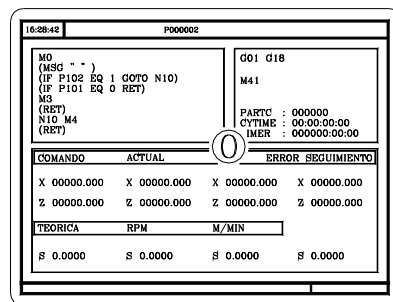 16:28:42 P000002
M0
(MSG " ")
(IF P102 EQ 1 GOTO N10)
(IF P101 EQ 0 RET)
M3
(RET)
N10 M4
(RET)
G01 G18
M41
PARTC : 000000
CYTIME : 00:00:00:00
IMER : 000000:00:00
0
COMANDO ACTUAL ERROR SEGUIMIENTO
X 00000.000 X 00000.000 X 00000.000 X 00000.000
Z 00000.000 Z 00000.000 Z 00000.000 Z 00000.000
TEORICA RPM M/MIN
S 0.0000 S 0.0000 S 0.0000 S 0.0000